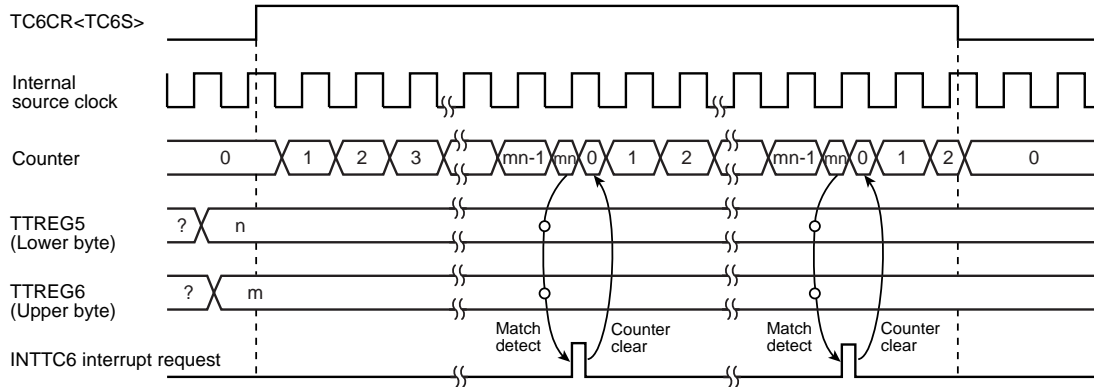 TC6CR<TC6S>
Internal
source clock
Counter
0 1 2 3 mn-1 mn 0 1 2 mn-1 mn 0 1 2 0
TTREG5
(Lower byte)
? n
TTREG6
(Upper byte)
? m
Match
detect
Counter
clear
Match
detect
Counter
clear
INTTC6 interrupt request